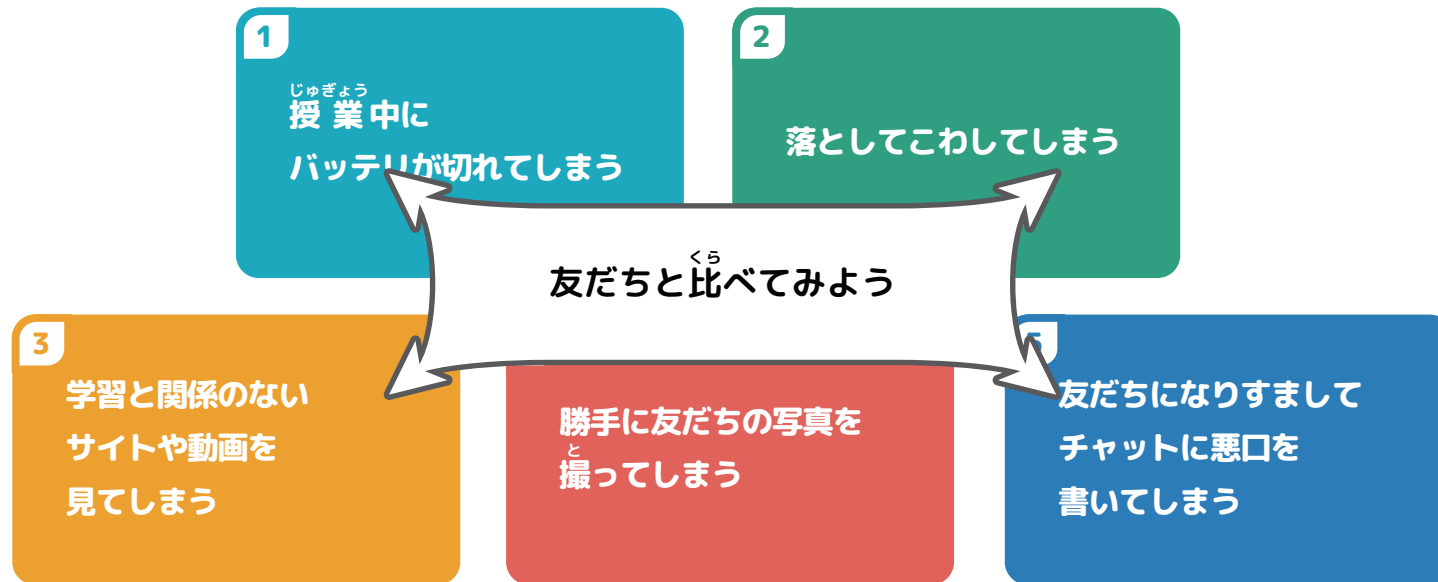 1
じゅぎょう
授業中に
バッテリが切れてしまう
2
落としてこわしてしまう
くら
友だちと比べてみよう
3
学習と関係のない
サイトや動画を
見てしまう
勝手に友だちの写真を
と
撮ってしまう
5
友だちになりすまして
チャットに悪口を
書いてしまう